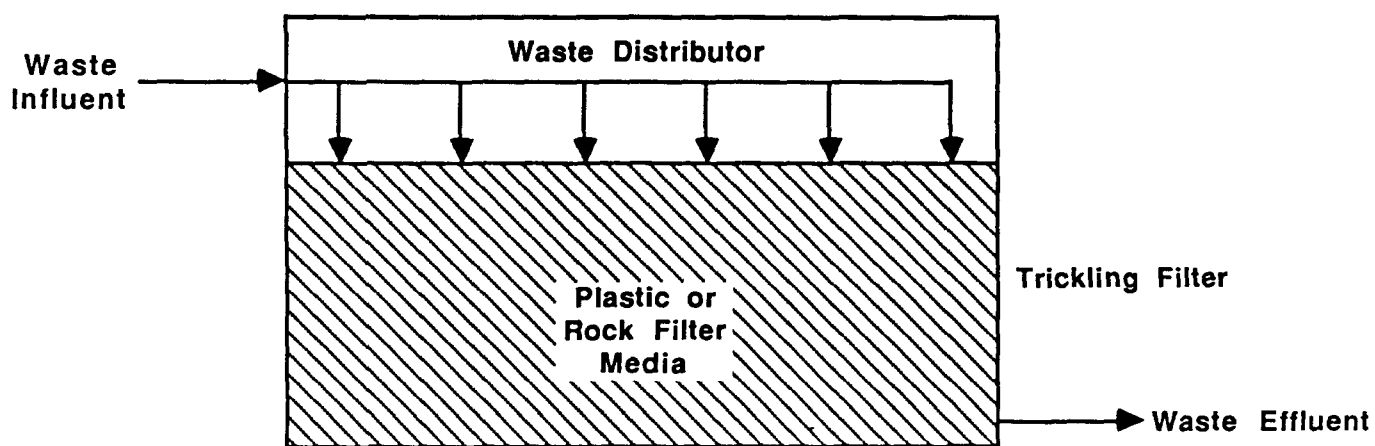 Waste Distributor
Waste
Influent
Trickling Filter
Plastic or
Rock Filter
Media
Waste Effluent